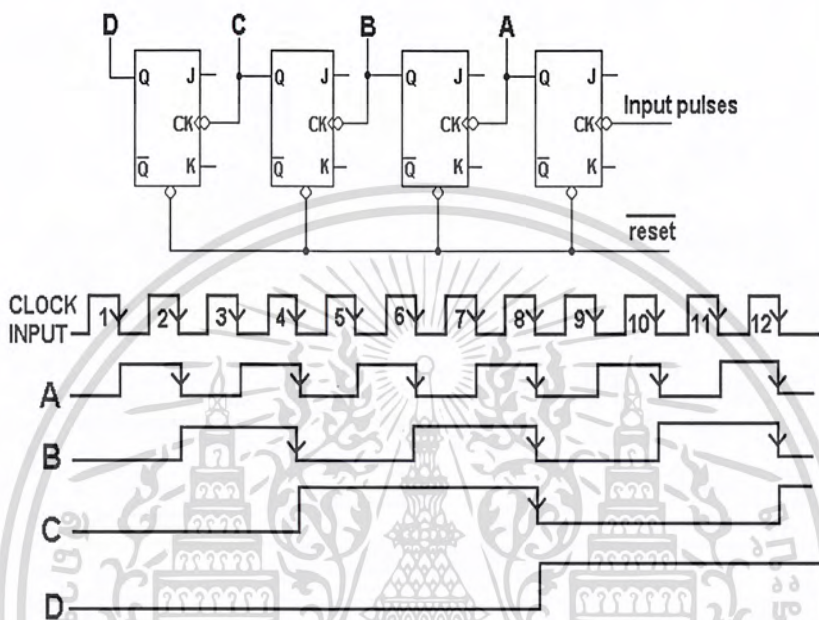 D C B A
Q J Q J Q J Q J
Input pulses
CK CK CK CK
Q̅ K Q̅ K Q̅ K Q̅ K
r̅e̅s̅e̅t̅
CLOCK INPUT
1 2 3 4 5 6 7 8 9 10 11 12
A
B
C
D